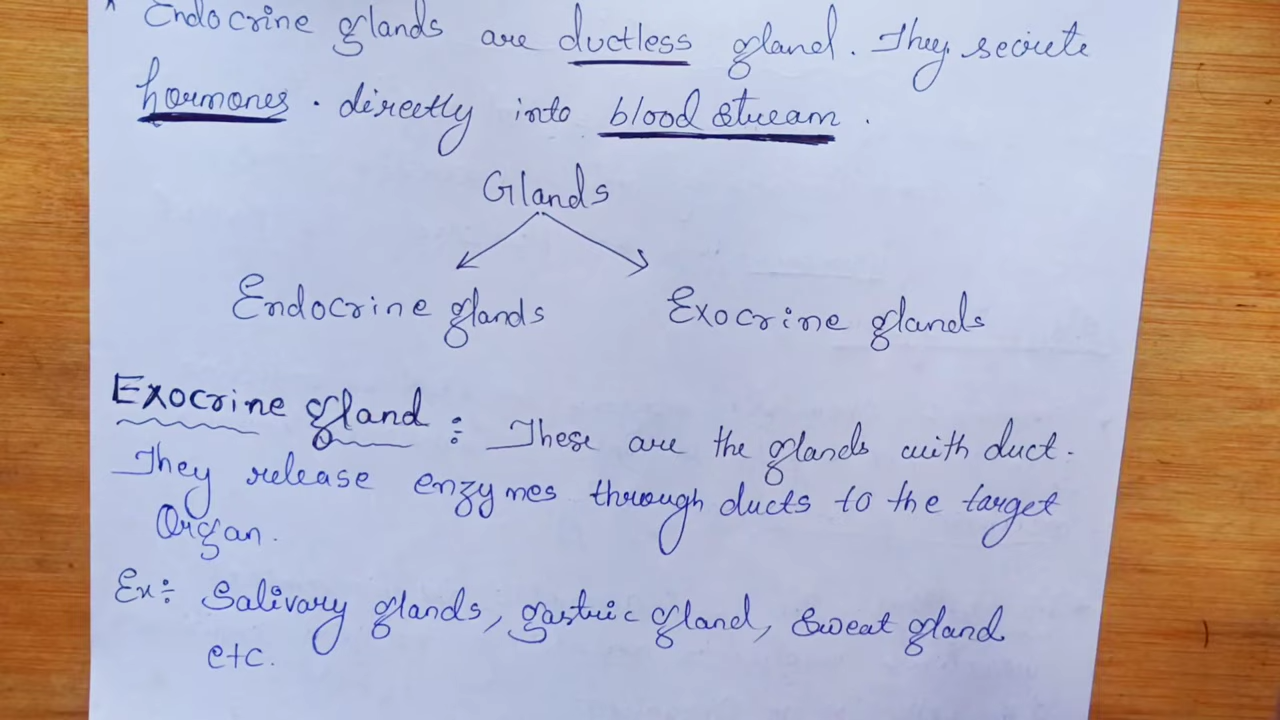 * Endocrine glands are ductless gland. They secrete
hormones. directly into blood stream.
Glands
Endocrine glands
Exocrine glands
Exocrine gland : These are the glands with duct.
They release enzymes through ducts to the target
Organ.
Ex: Salivary glands, gastric gland, Sweat gland
etc.